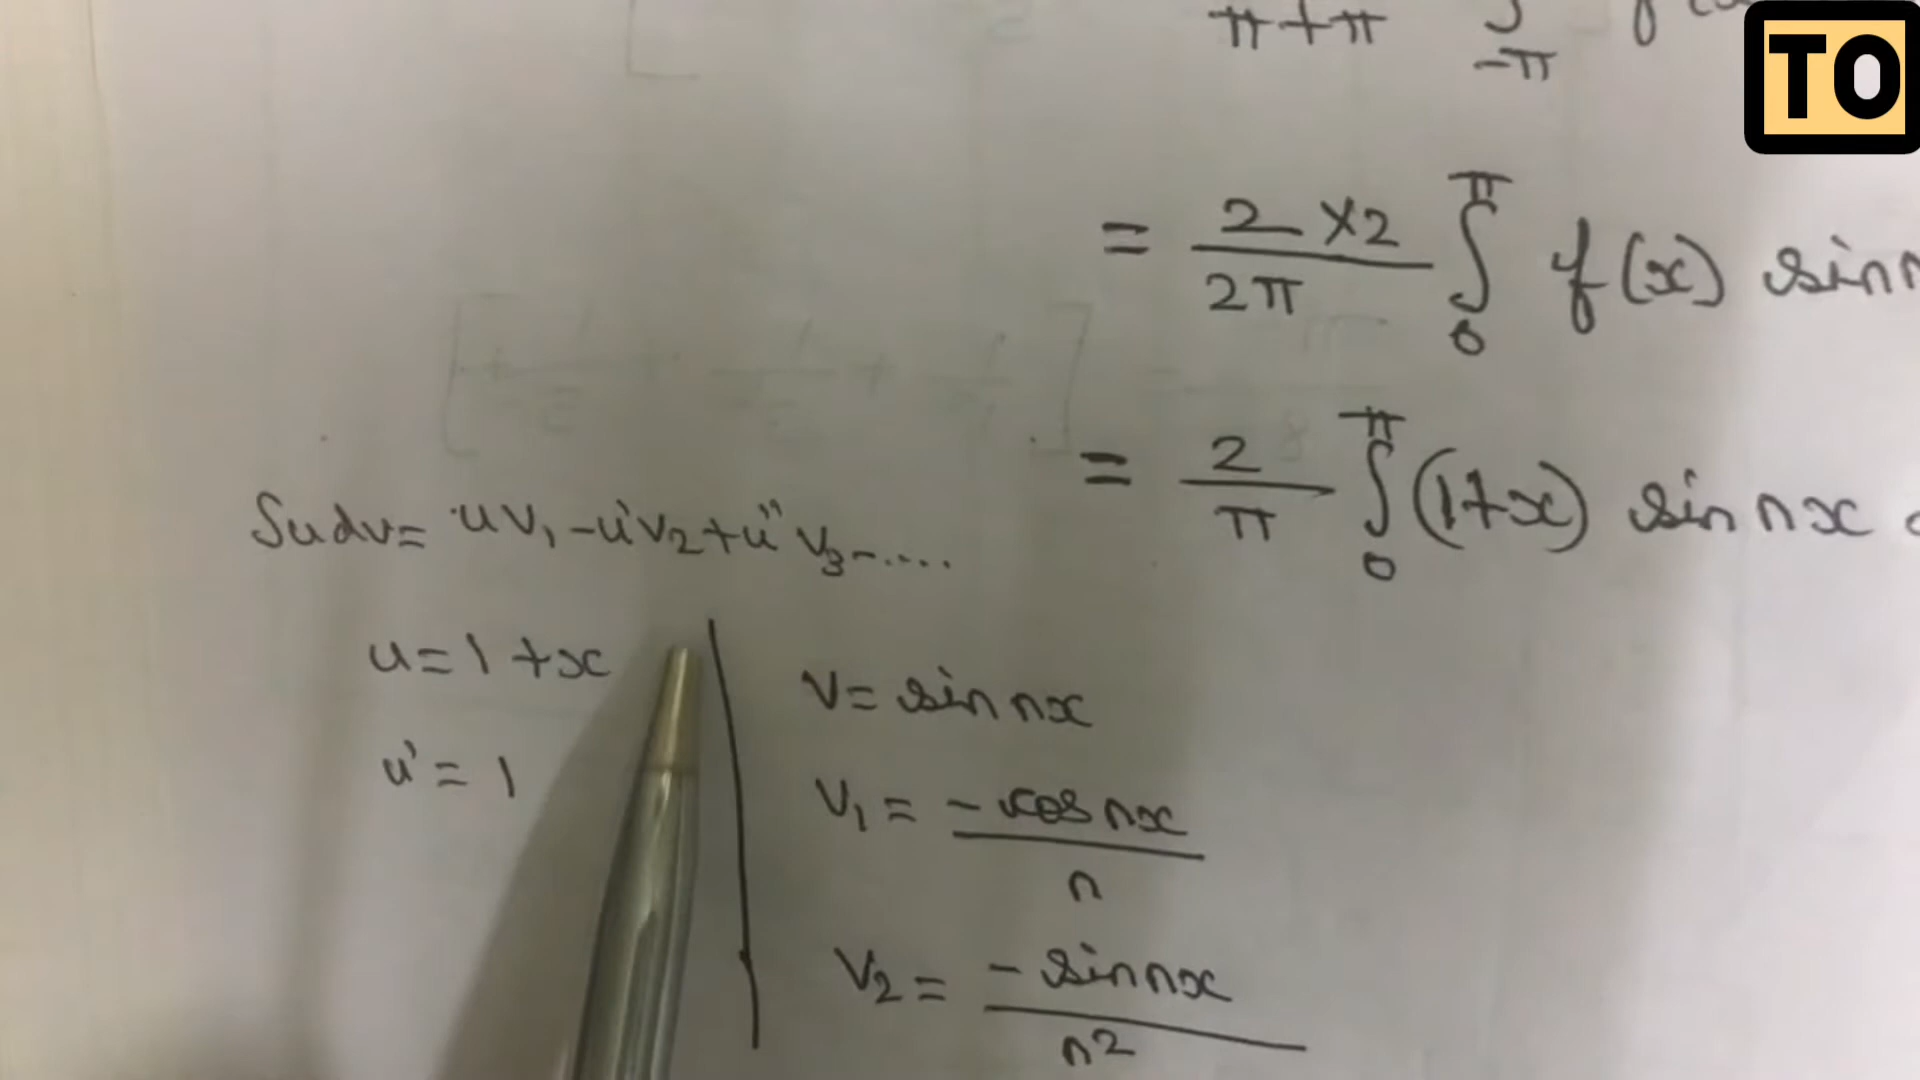 π+π ∫ -π
TO
= 2 ×2 / 2π ∫₀^π f(x) sin
= 2/π ∫₀^π (1+x) sin nx
∫udv= uv₁-u'v₂+u''v₃-....
u=1+x
v= sin nx
u'=1
v₁ = -cos nx / n
v₂ = -sin nx / n²